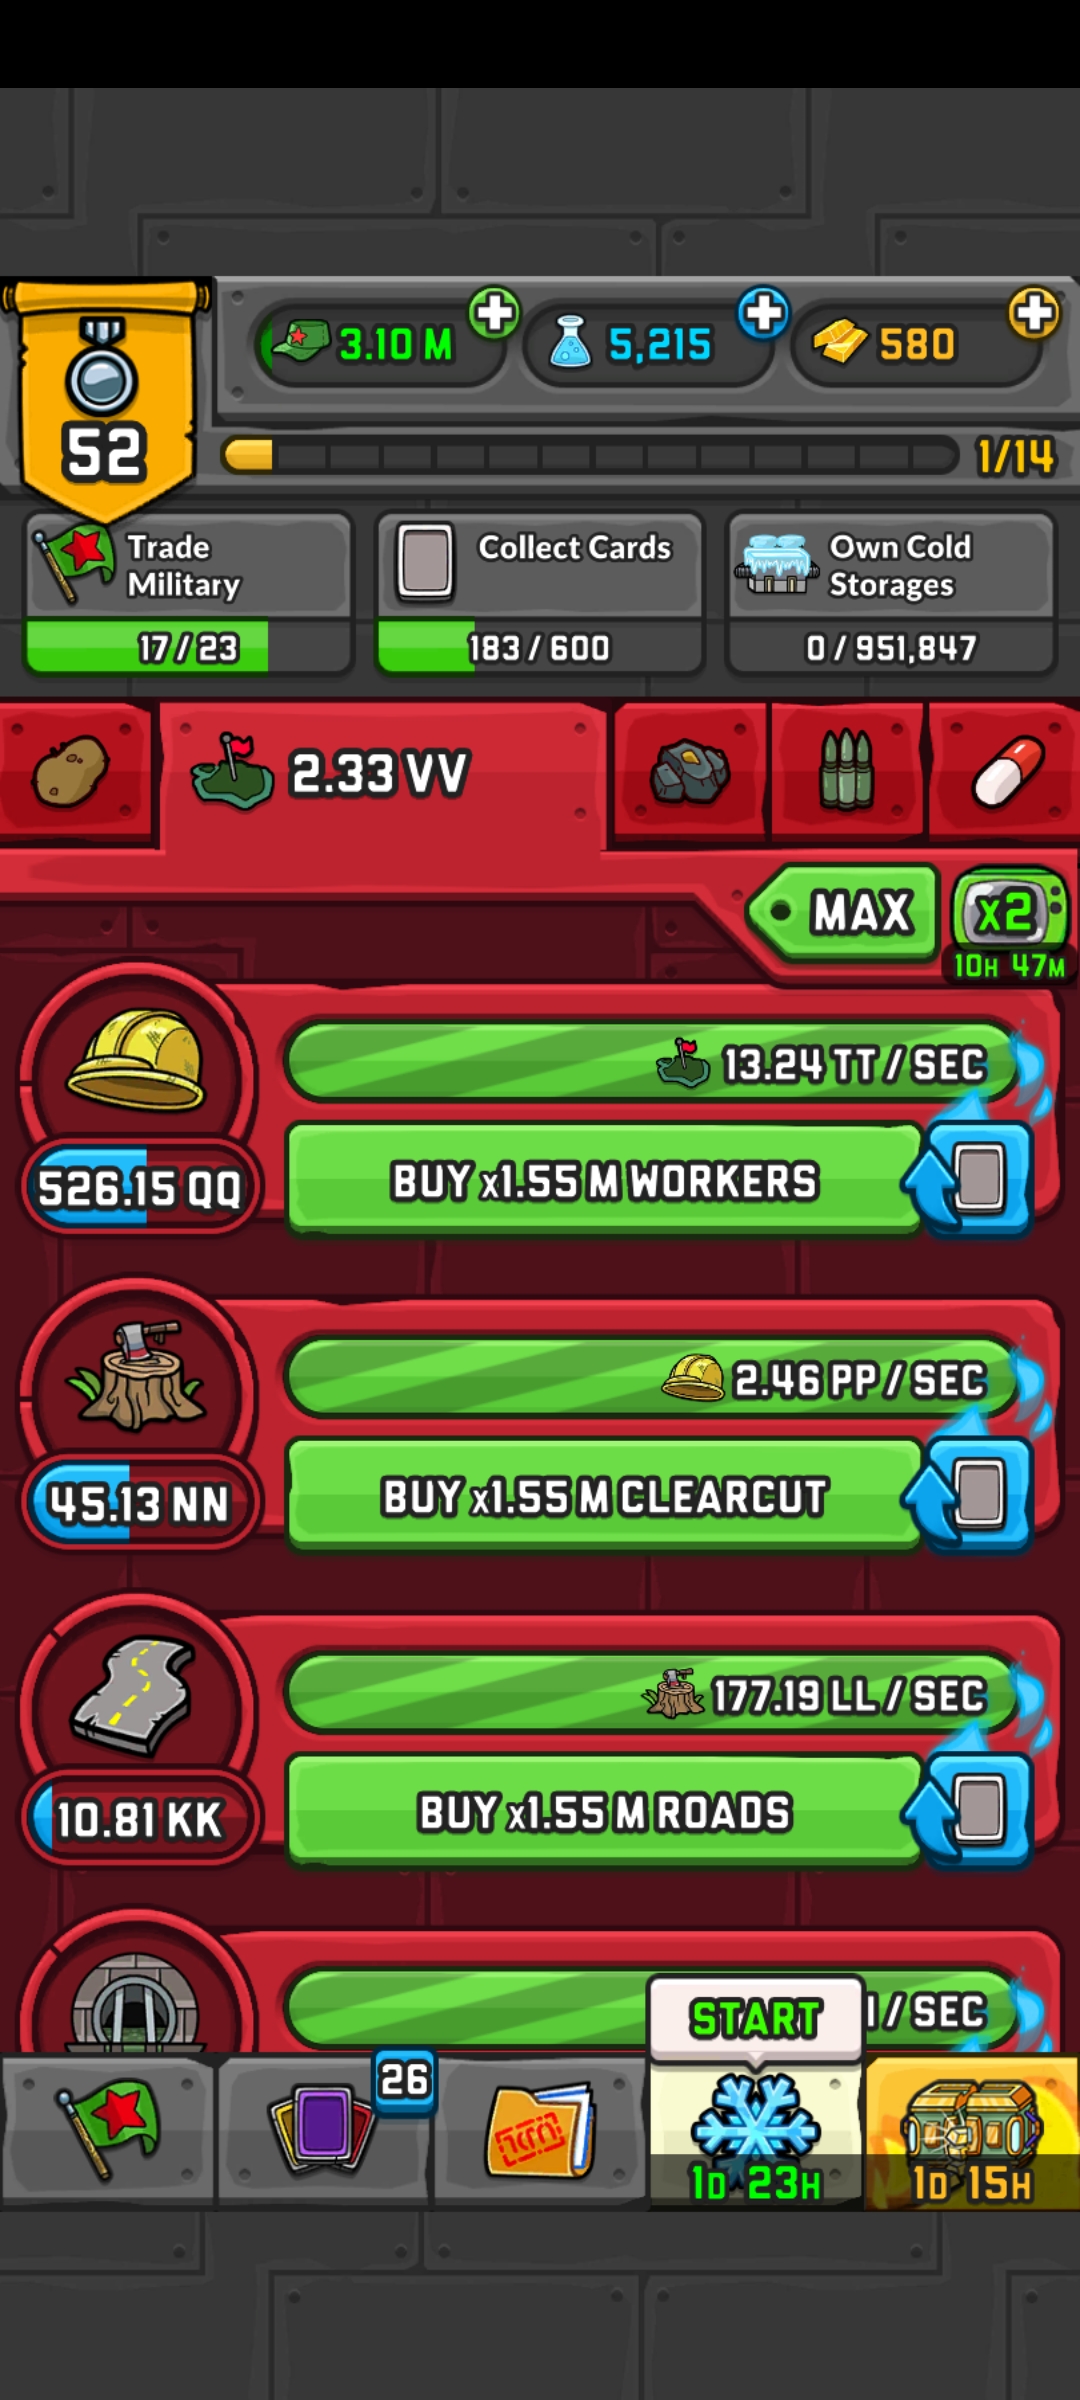 52
3.10 M
5,215
580
1/14
Trade
Military
17/23
Collect Cards
183/600
Own Cold
Storages
0/951,847
2.33 VV
MAX
x2
10H 47M
13.24 TT/SEC
526.15 QQ
BUY x1.55 M WORKERS
2.46 PP/SEC
45.13 NN
BUY x1.55 M CLEARCUT
177.19 LL/SEC
10.81 KK
BUY x1.55 M ROADS
/SEC
START
26
1D 23H
1D 15H